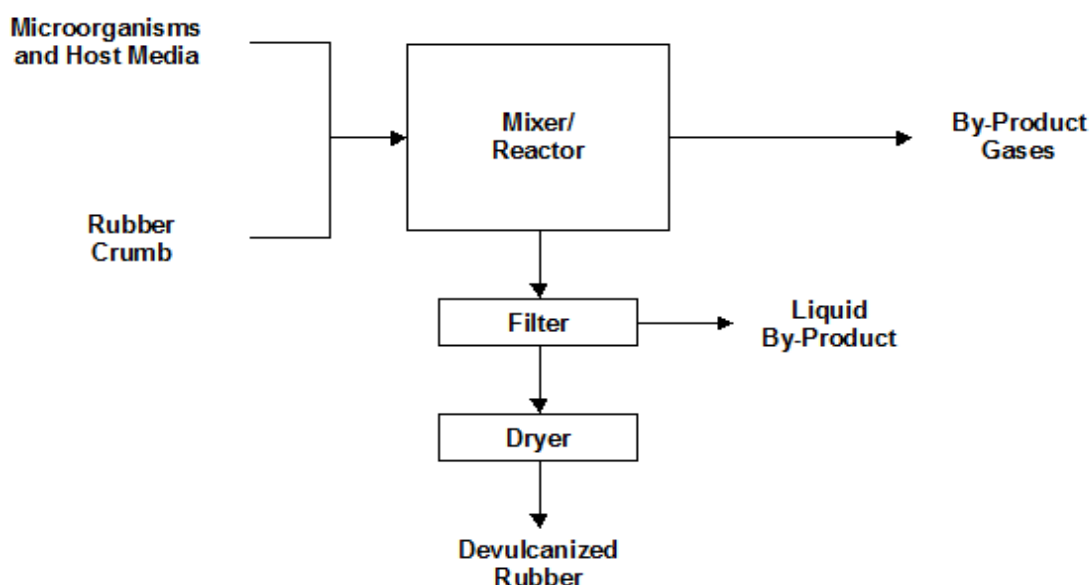 Microorganisms
and Host Media
Mixer/
Reactor
By-Product
Gases
Rubber
Crumb
Filter
Liquid
By-Product
Dryer
Devulcanized
Rubber